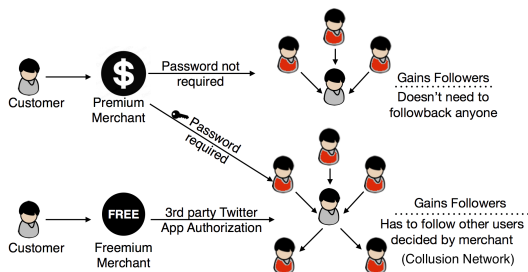 Customer
$
Premium
Merchant
Password not
required
Gains Followers
Doesn't need to
followback anyone
Password
required
Customer
FREE
Freemium
Merchant
3rd party Twitter
App Authorization
Gains Followers
Has to follow other users
decided by merchant
(Collusion Network)